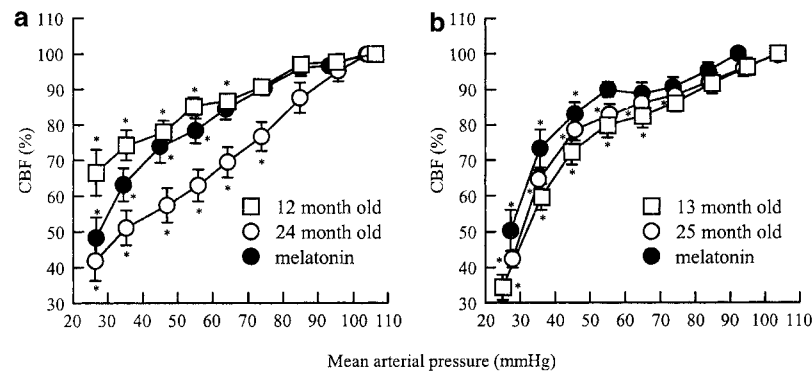 a
110
100
90
80
70
60
50
40
30
CBF (%)
12 month old
24 month old
melatonin
20 30 40 50 60 70 80 90 100 110
b
110
100
90
80
70
60
50
40
30
CBF (%)
13 month old
25 month old
melatonin
20 30 40 50 60 70 80 90 100 110
Mean arterial pressure (mmHg)